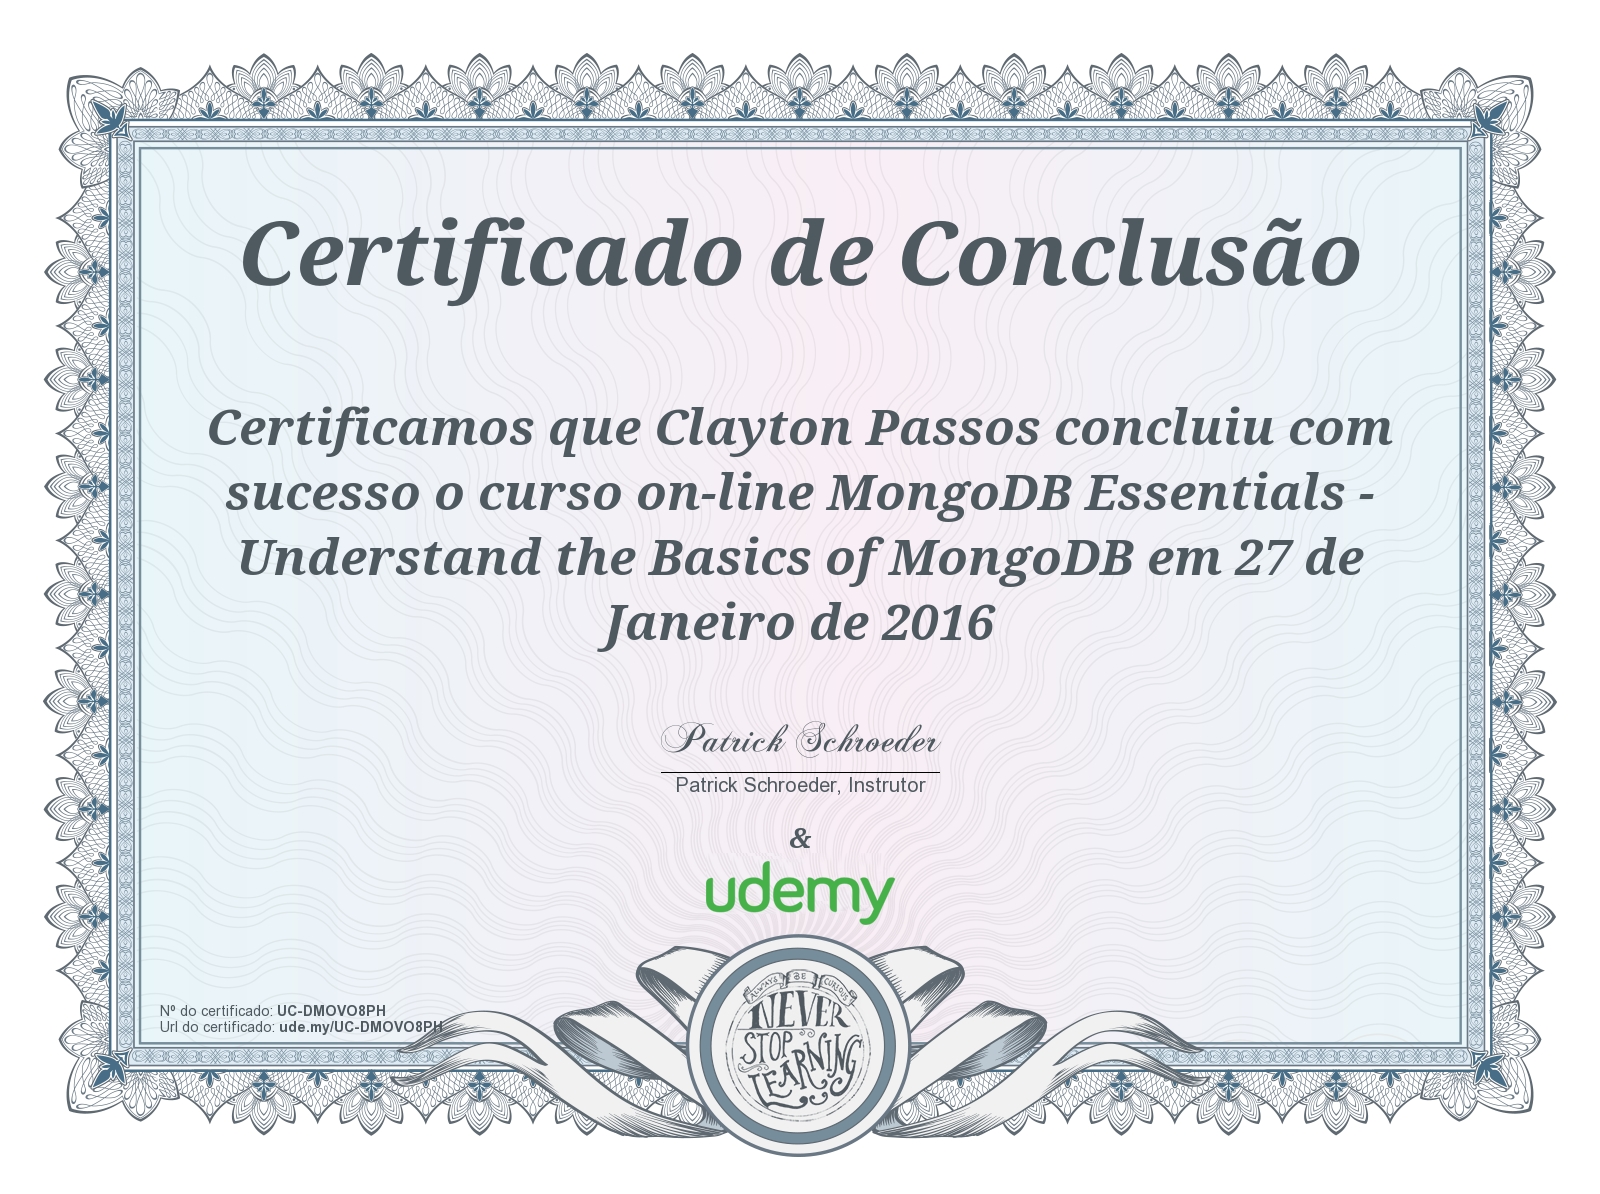 Certificado de Conclusão
Certificamos que Clayton Passos concluiu com
sucesso o curso on-line MongoDB Essentials -
Understand the Basics of MongoDB em 27 de
Janeiro de 2016
Patrick Schroeder
Patrick Schroeder, Instrutor
&
udemy
Nº do certificado: UC-DMOVO8PH
Url do certificado: ude.my/UC-DMOVO8PH
ALWAYS BE CURIOUS
NEVER
STOP
LEARNING